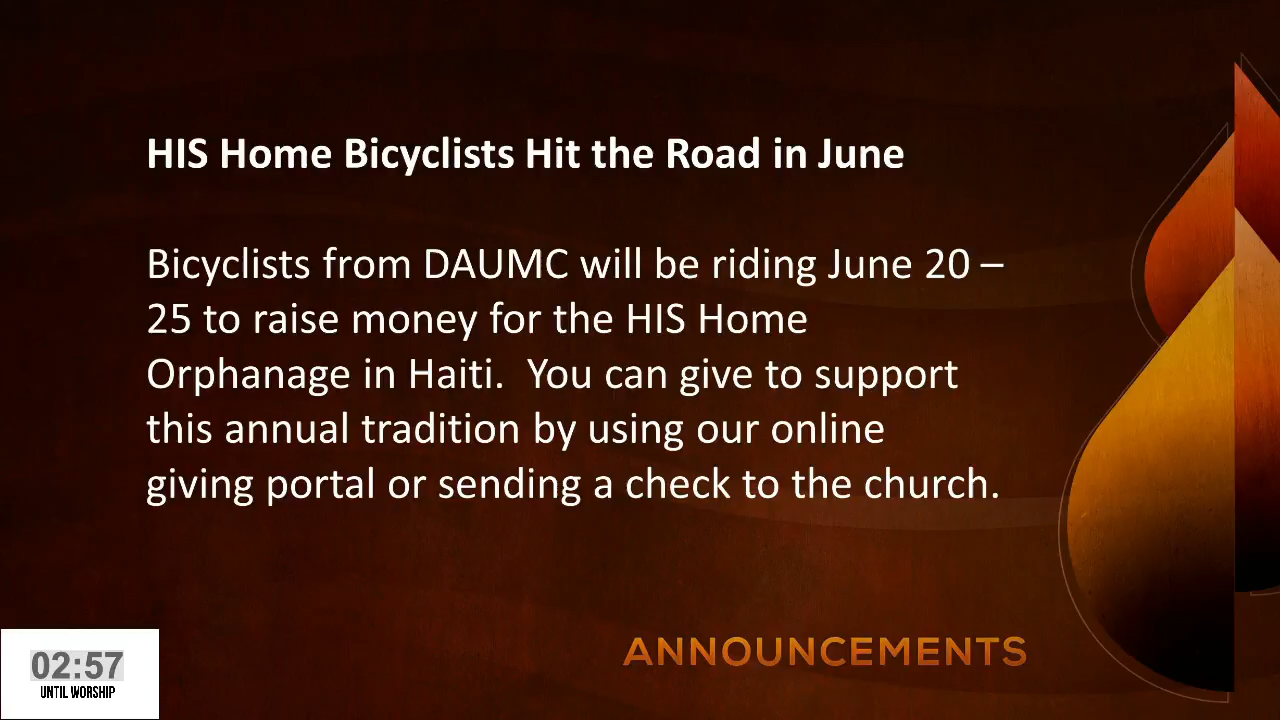 HIS Home Bicyclists Hit the Road in June
Bicyclists from DAUMC will be riding June 20 –
25 to raise money for the HIS Home
Orphanage in Haiti.  You can give to support
this annual tradition by using our online
giving portal or sending a check to the church.
ANNOUNCEMENTS
02:57
UNTIL WORSHIP